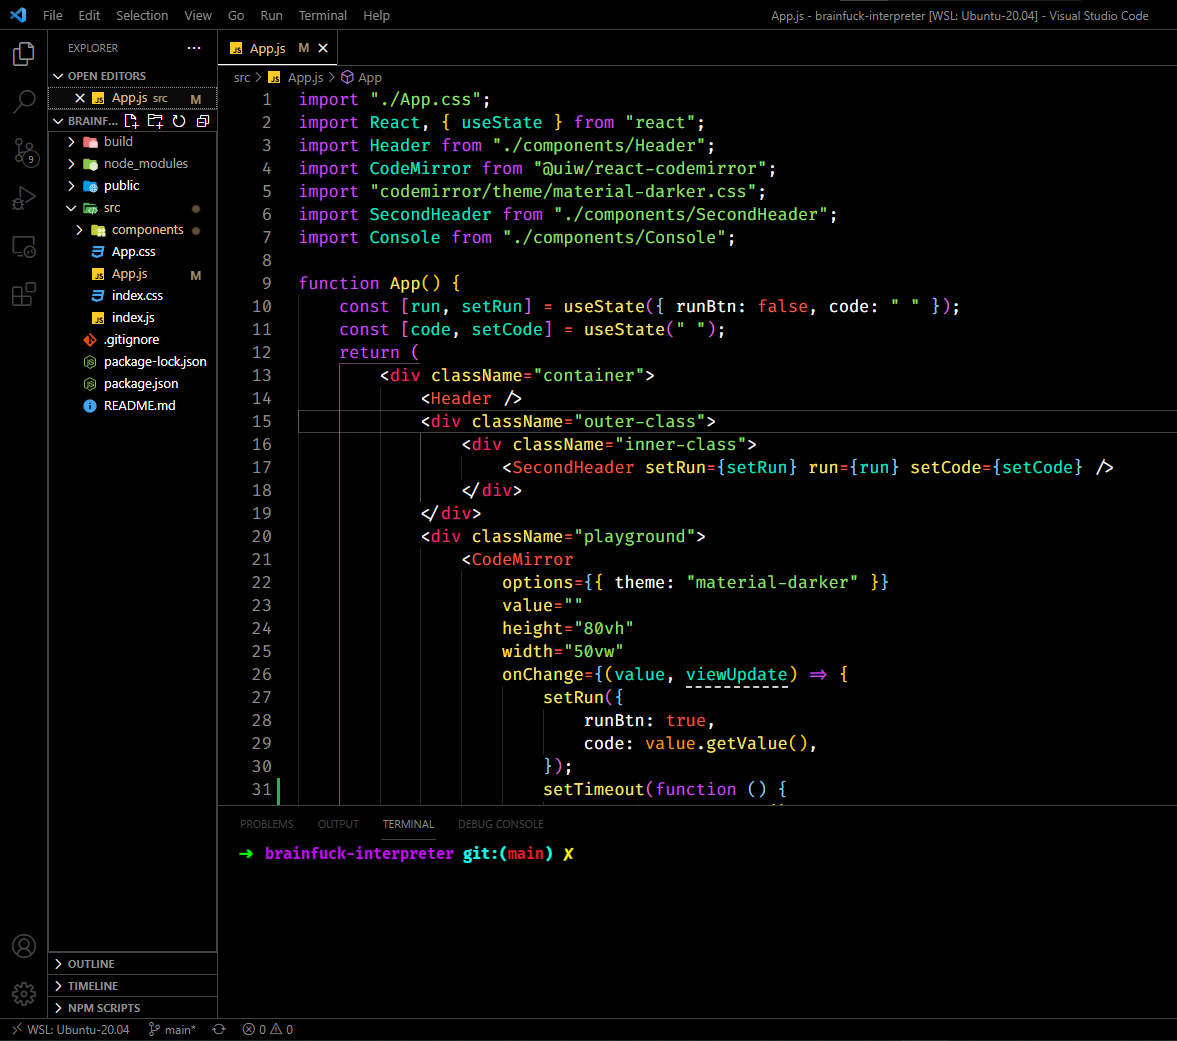 File Edit Selection View Go Run Terminal Help
App.js - brainfuck-interpreter [WSL: Ubuntu-20.04] - Visual Studio Code
EXPLORER ···
OPEN EDITORS
App.js src M
BRAINF...
build
node_modules
public
src
components
App.css
App.js M
index.css
index.js
.gitignore
package-lock.json
package.json
README.md
OUTLINE
TIMELINE
NPM SCRIPTS
9
App.js M
src > App.js > App
1 import "./App.css";
2 import React, { useState } from "react";
3 import Header from "./components/Header";
4 import CodeMirror from "@uiw/react-codemirror";
5 import "codemirror/theme/material-darker.css";
6 import SecondHeader from "./components/SecondHeader";
7 import Console from "./components/Console";
8
9 function App() {
10 const [run, setRun] = useState({ runBtn: false, code: " " });
11 const [code, setCode] = useState(" ");
12 return (
13 <div className="container">
14 <Header />
15 <div className="outer-class">
16 <div className="inner-class">
17 <SecondHeader setRun={setRun} run={run} setCode={setCode} />
18 </div>
19 </div>
20 <div className="playground">
21 <CodeMirror
22 options={{ theme: "material-darker" }}
23 value=""
24 height="80vh"
25 width="50vw"
26 onChange={(value, viewUpdate) => {
27 setRun({
28 runBtn: true,
29 code: value.getValue(),
30 });
31 setTimeout(function () {
PROBLEMS OUTPUT TERMINAL DEBUG CONSOLE
➜ brainfuck-interpreter git:(main) ✗
WSL: Ubuntu-20.04 main* 0 0